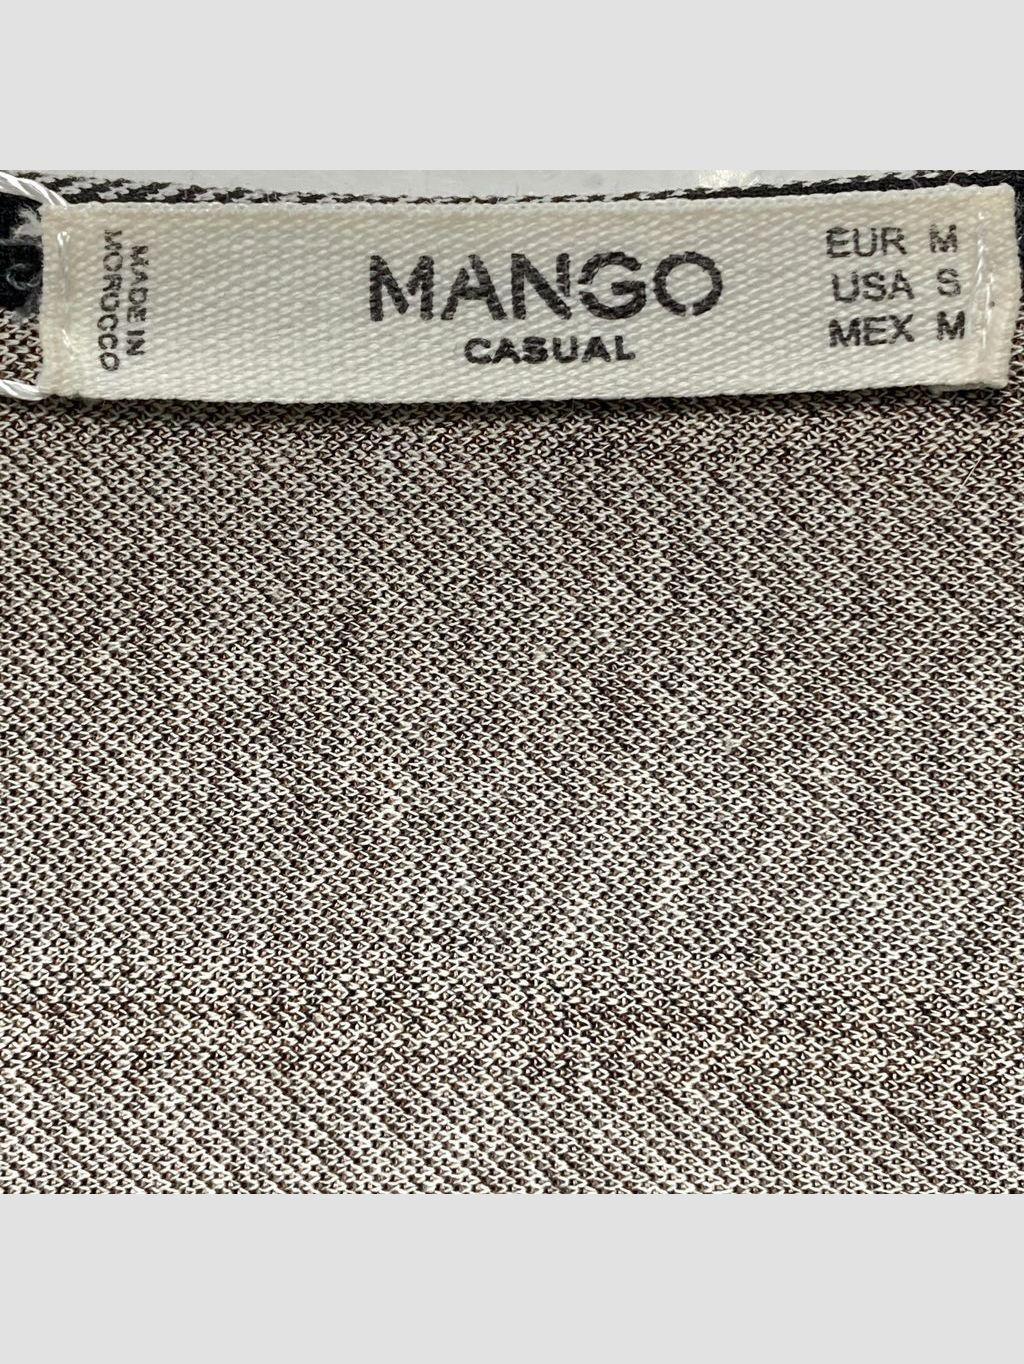 MADE IN
MOROCCO
MANGO
CASUAL
EUR M
USA S
MEX M